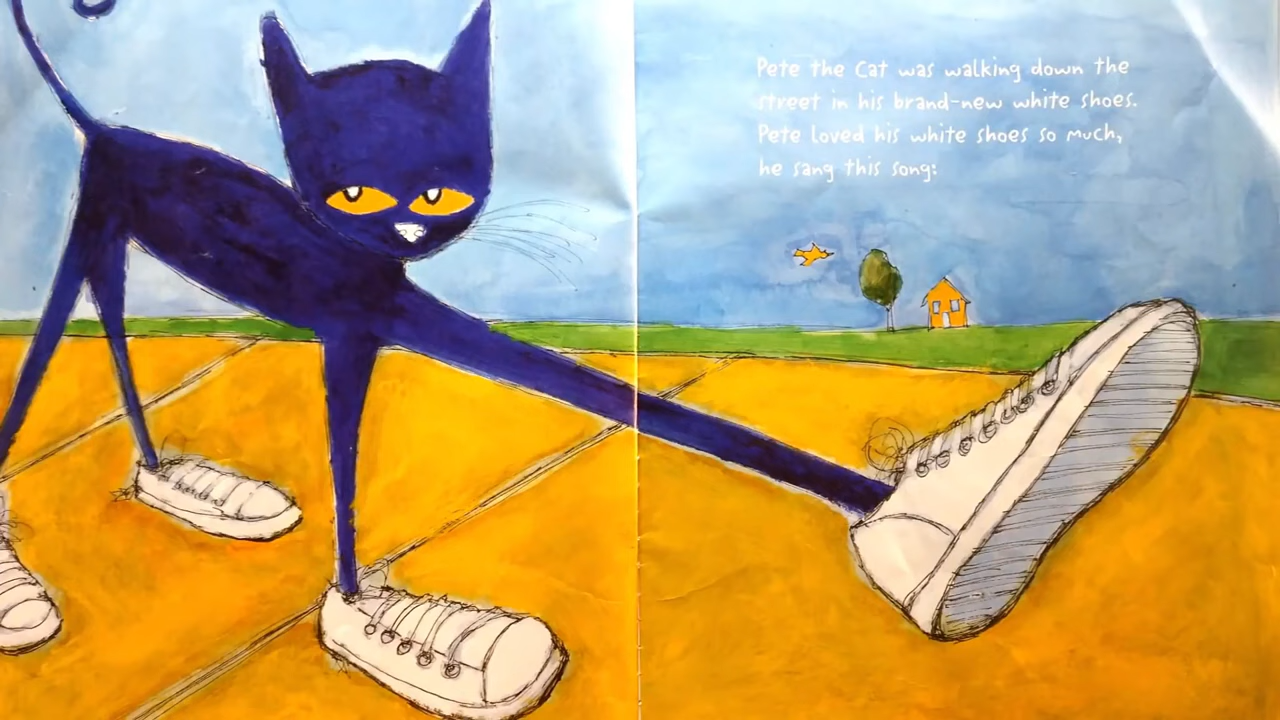 Pete the Cat was walking down the
street in his brand-new white shoes.
Pete loved his white shoes so much,
he sang this song: